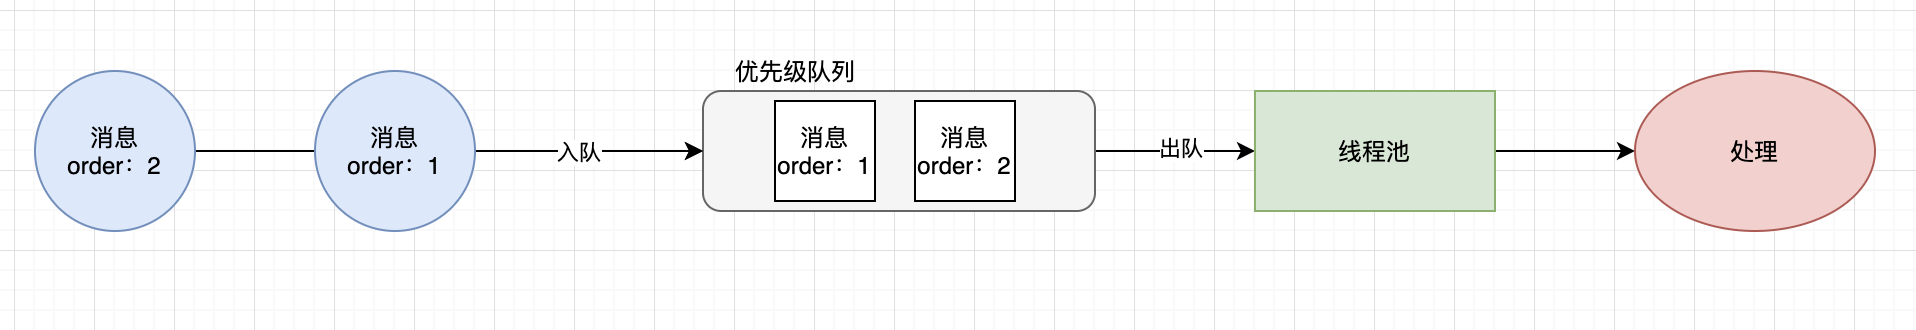 优先级队列
消息
order：2
消息
order：1
入队
消息
order：1
消息
order：2
出队
线程池
处理